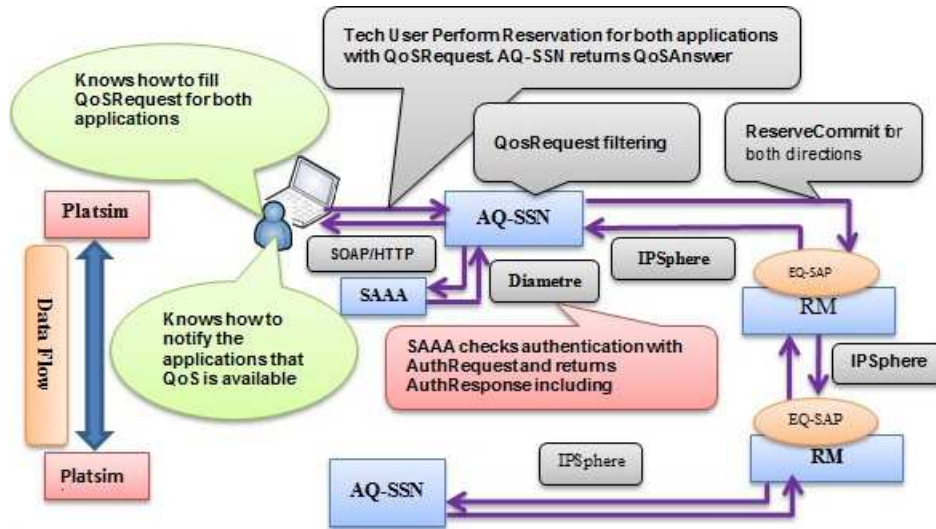 Tech User Perform Reservation for both applications
with QoSRequest. AQ-SSN returns QoSAnswer
Knows how to fill
QoSRequest for both
applications
QosRequest filtering
ReserveCommit for
both directions
Platsim
AQ-SSN
SOAP/HTTP
IPSphere
EQ-SAP
RM
SAAA
Diametre
Data Flow
Knows how to
notify the
applications that
QoS is available
SAAA checks authentication with
AuthRequest and returns
AuthResponse including
IPSphere
EQ-SAP
RM
Platsim
AQ-SSN
IPSphere